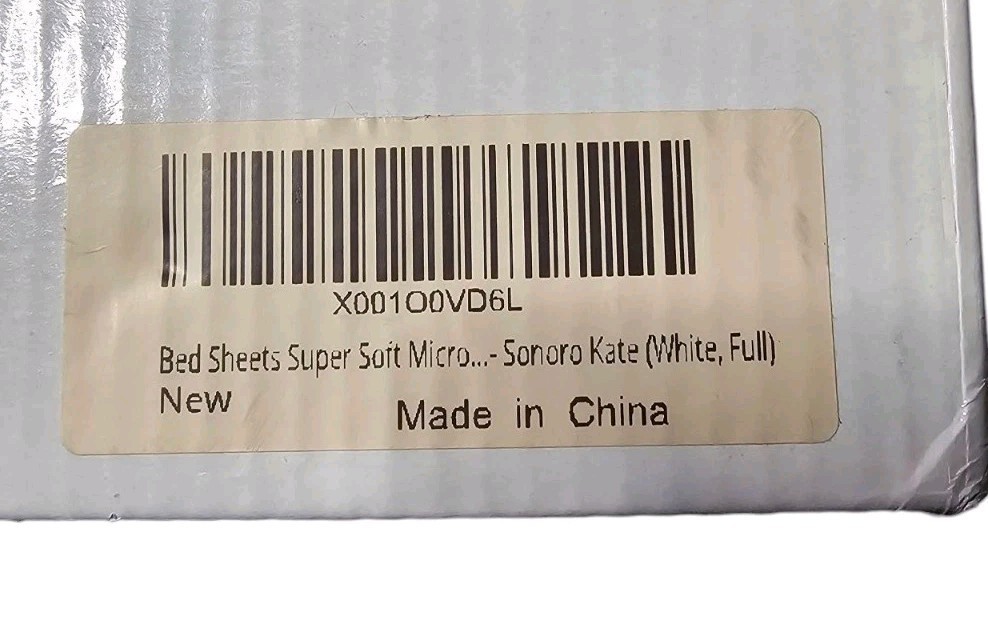 X001O0VD6L
Bed Sheets Super Soft Micro...- Sonoro Kate (White, Full)
New
Made in China